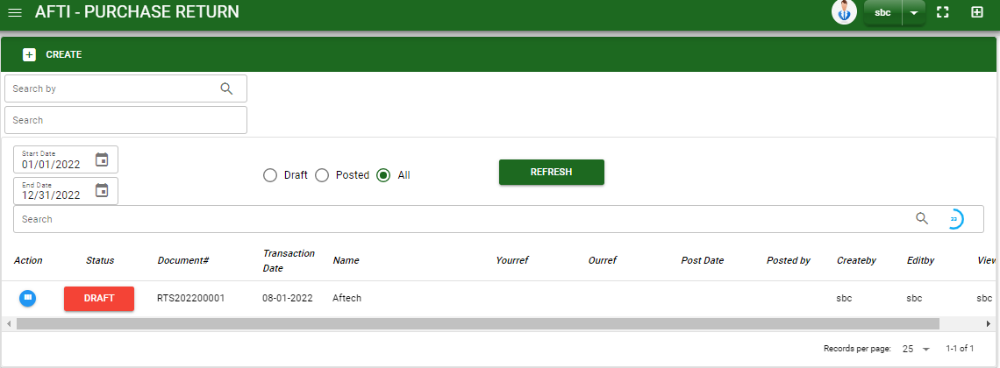 AFTI - PURCHASE RETURN
sbc
CREATE
Search by
Search
Start Date
01/01/2022
End Date
12/31/2022
Draft
Posted
All
REFRESH
Search
33
Action Status Document# Transaction Date Name Yourref Ourref Post Date Posted by Createby Editby View
DRAFT RTS202200001 08-01-2022 Aftech sbc sbc sbc
Records per page: 25 1-1 of 1